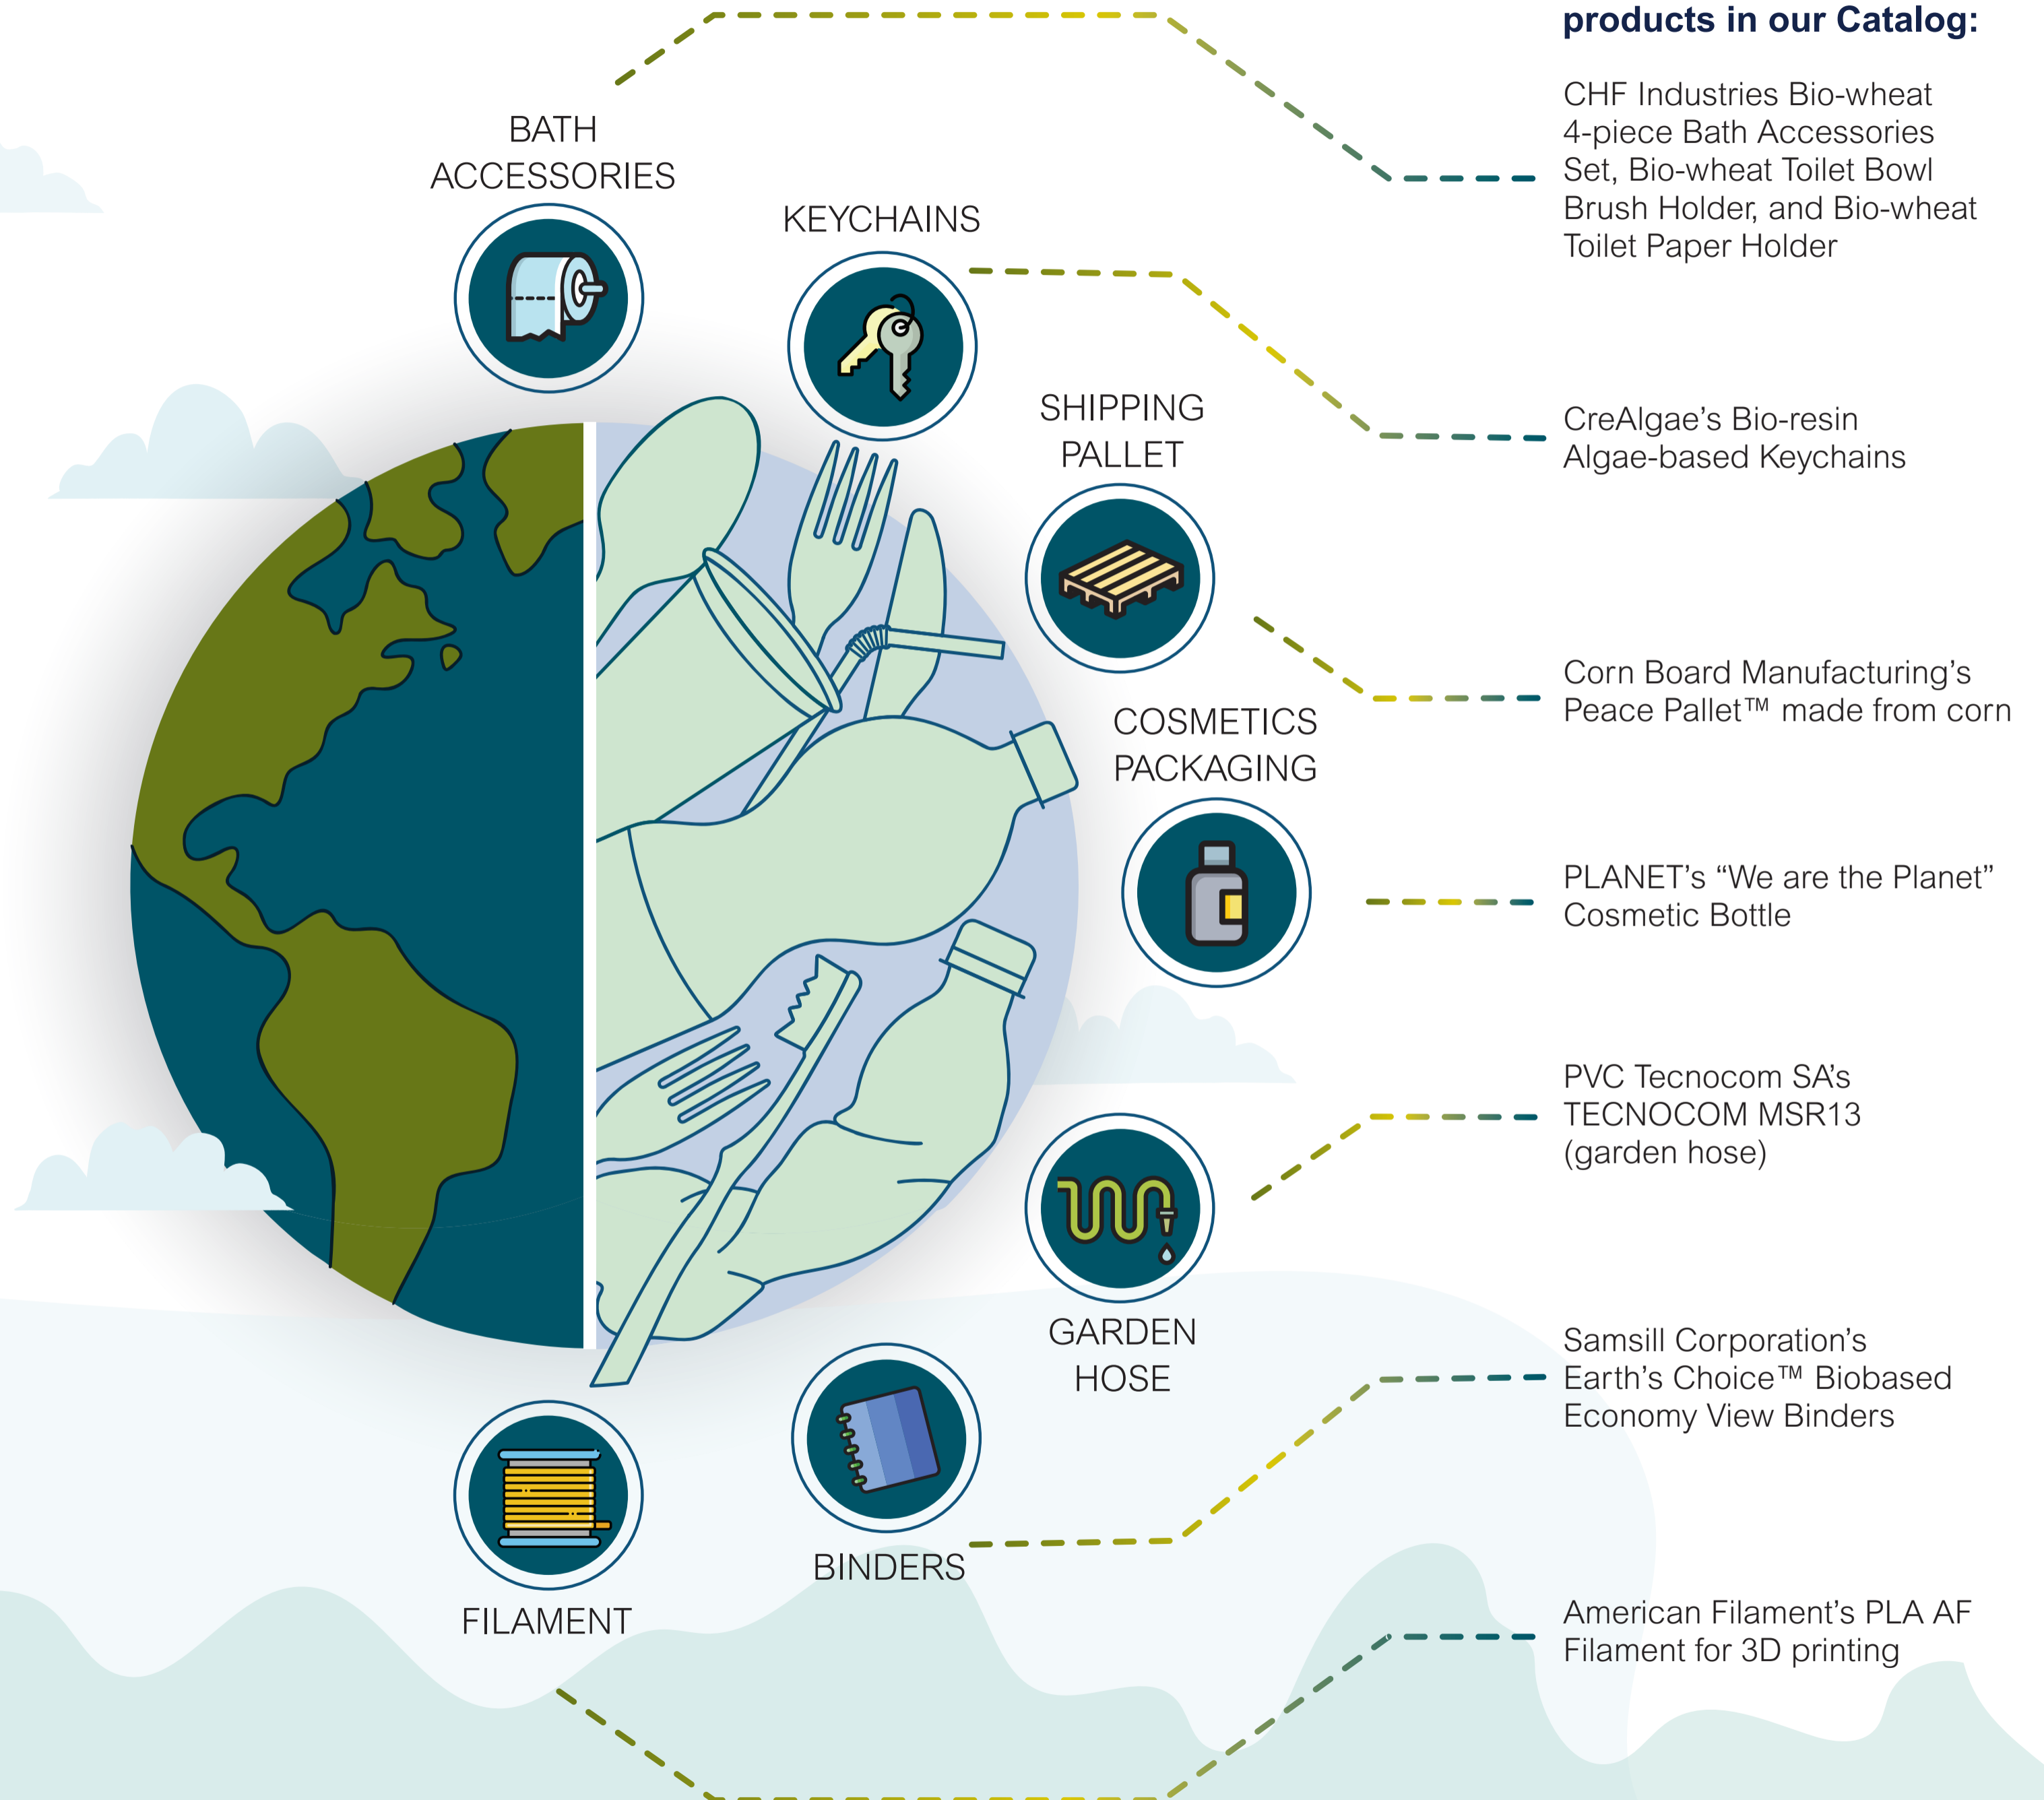 products in our Catalog:
BATH
ACCESSORIES
CHF Industries Bio-wheat
4-piece Bath Accessories
Set, Bio-wheat Toilet Bowl
Brush Holder, and Bio-wheat
Toilet Paper Holder
KEYCHAINS
CreAlgae’s Bio-resin
Algae-based Keychains
SHIPPING
PALLET
Corn Board Manufacturing’s
Peace Pallet™ made from corn
COSMETICS
PACKAGING
PLANET’s “We are the Planet”
Cosmetic Bottle
PVC Tecnocom SA’s
TECNOCOM MSR13
(garden hose)
GARDEN
HOSE
Samsill Corporation’s
Earth’s Choice™ Biobased
Economy View Binders
BINDERS
FILAMENT
American Filament’s PLA AF
Filament for 3D printing